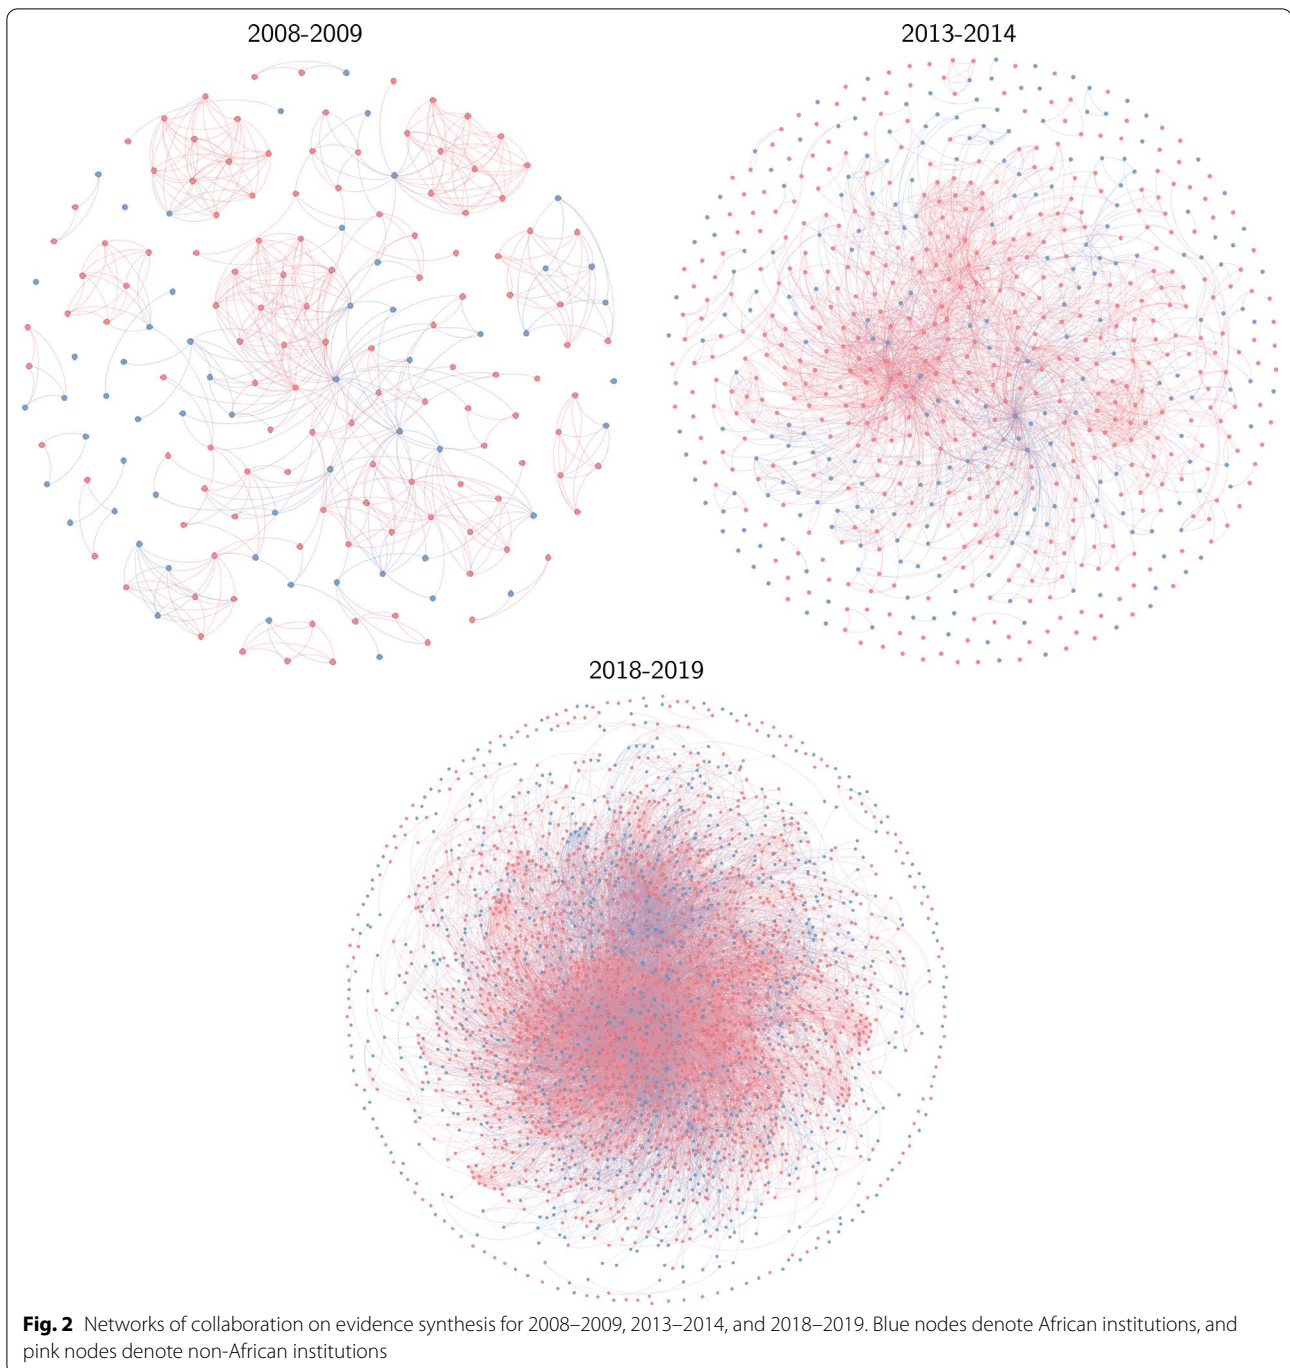 2008-2009
2013-2014
2018-2019
Fig. 2 Networks of collaboration on evidence synthesis for 2008–2009, 2013–2014, and 2018–2019. Blue nodes denote African institutions, and
pink nodes denote non-African institutions